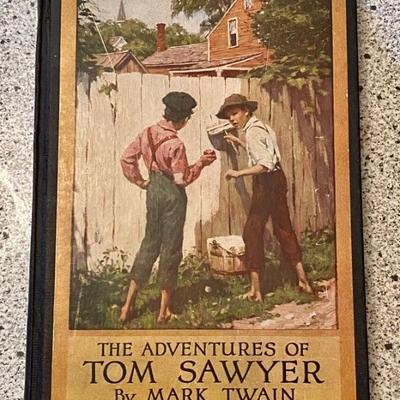 THE ADVENTURES OF
TOM SAWYER
By MARK TWAIN